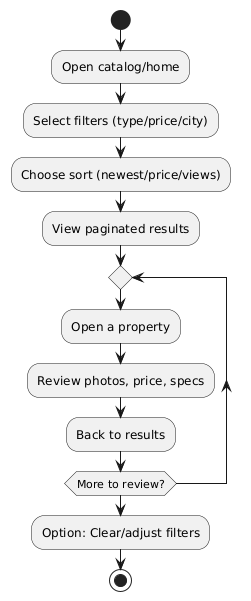 Open catalog/home
Select filters (type/price/city)
Choose sort (newest/price/views)
View paginated results
Open a property
Review photos, price, specs
Back to results
More to review?
Option: Clear/adjust filters